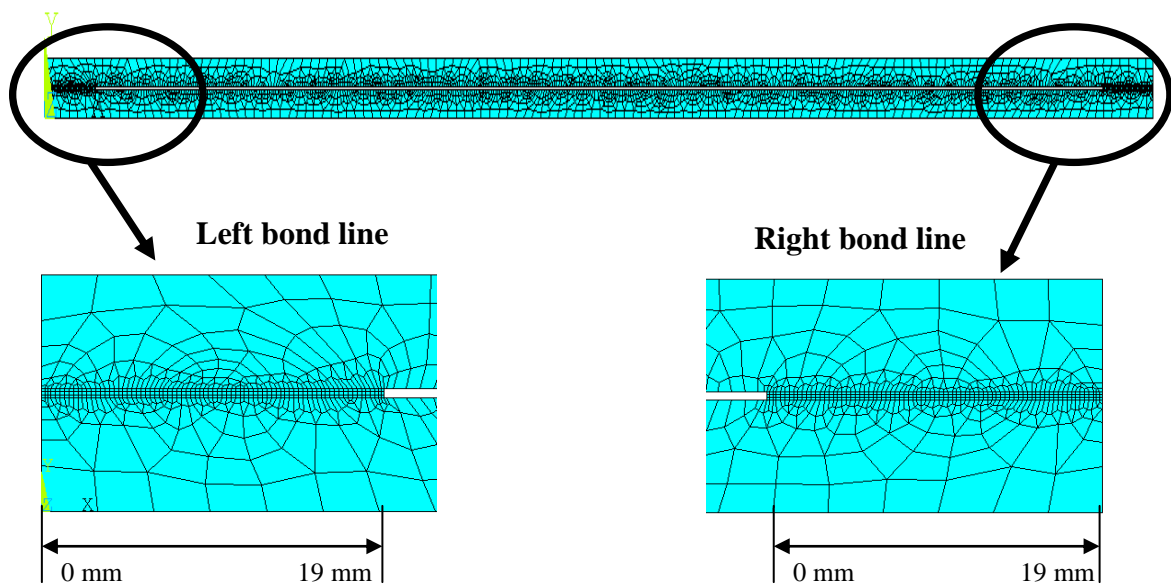 Y
Z
X
Left bond line
Right bond line
Y
Z X
0 mm 19 mm
0 mm 19 mm